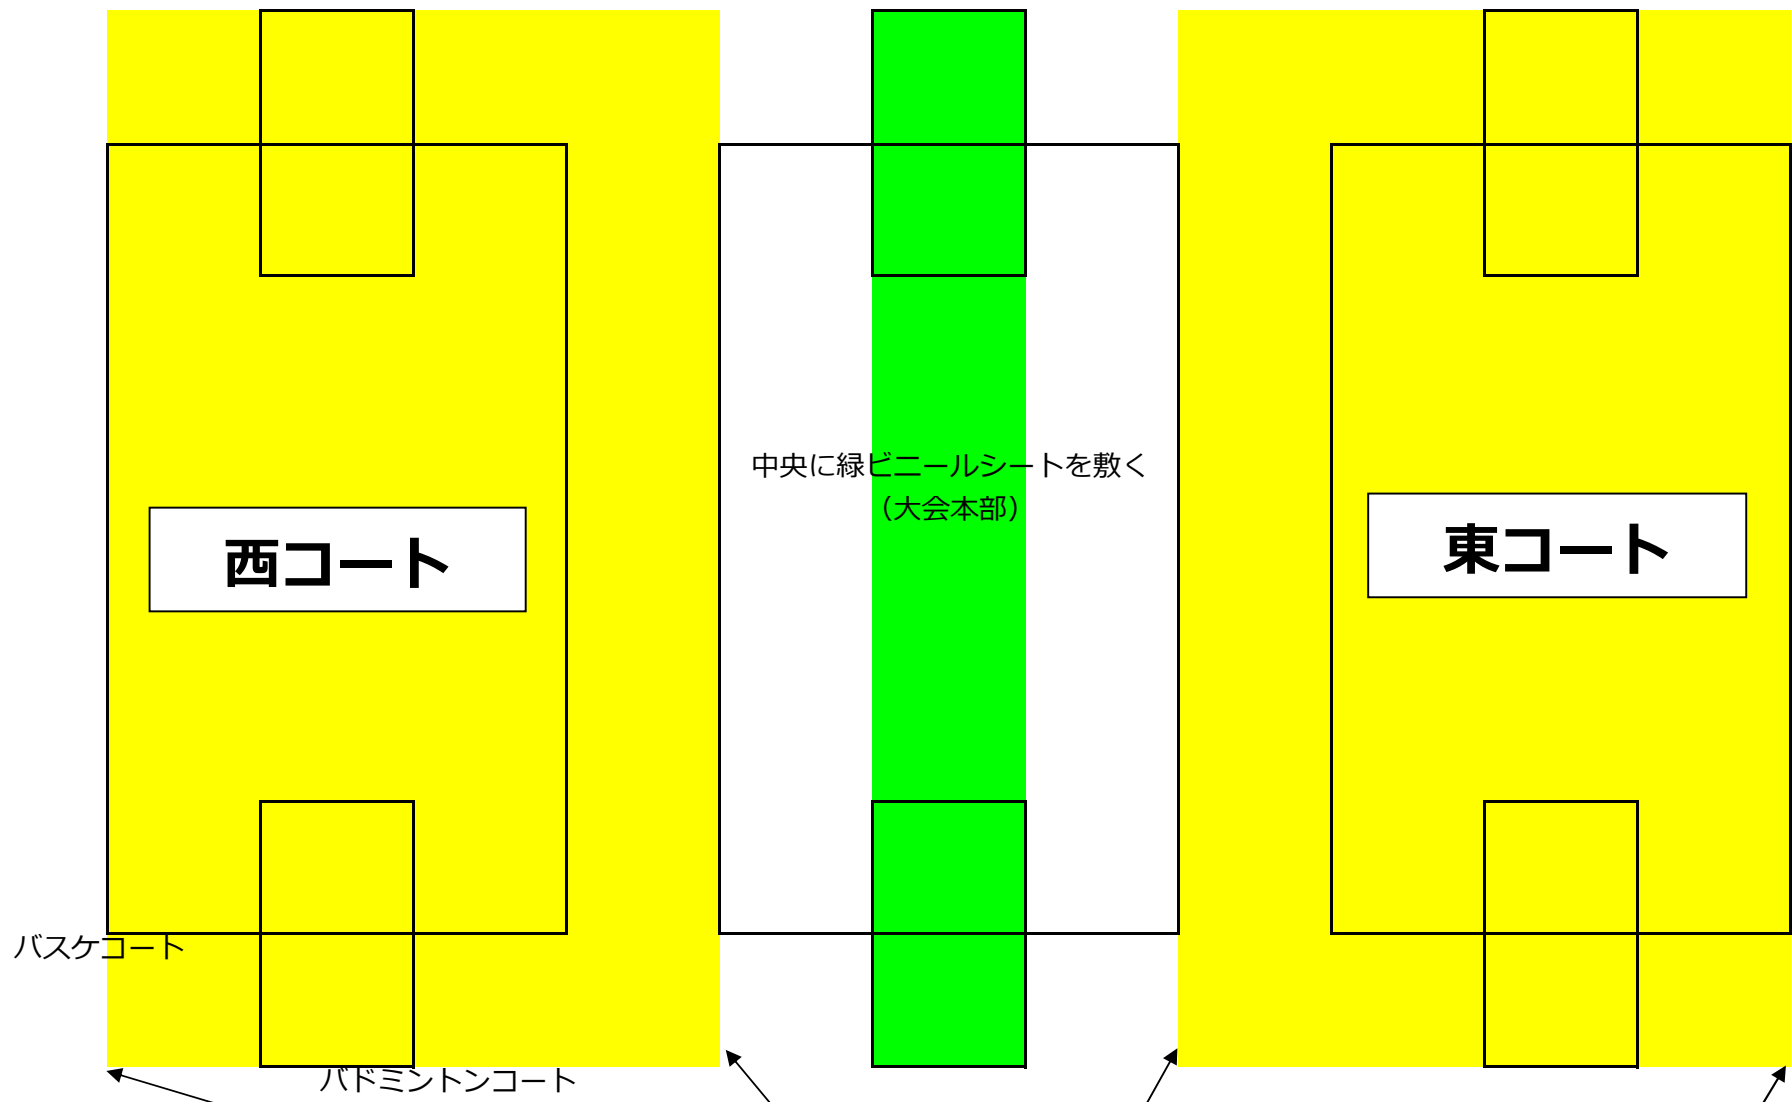 中央に緑ビニールシートを敷く
（大会本部）
西コート
東コート
バスケコート
バドミントンコート